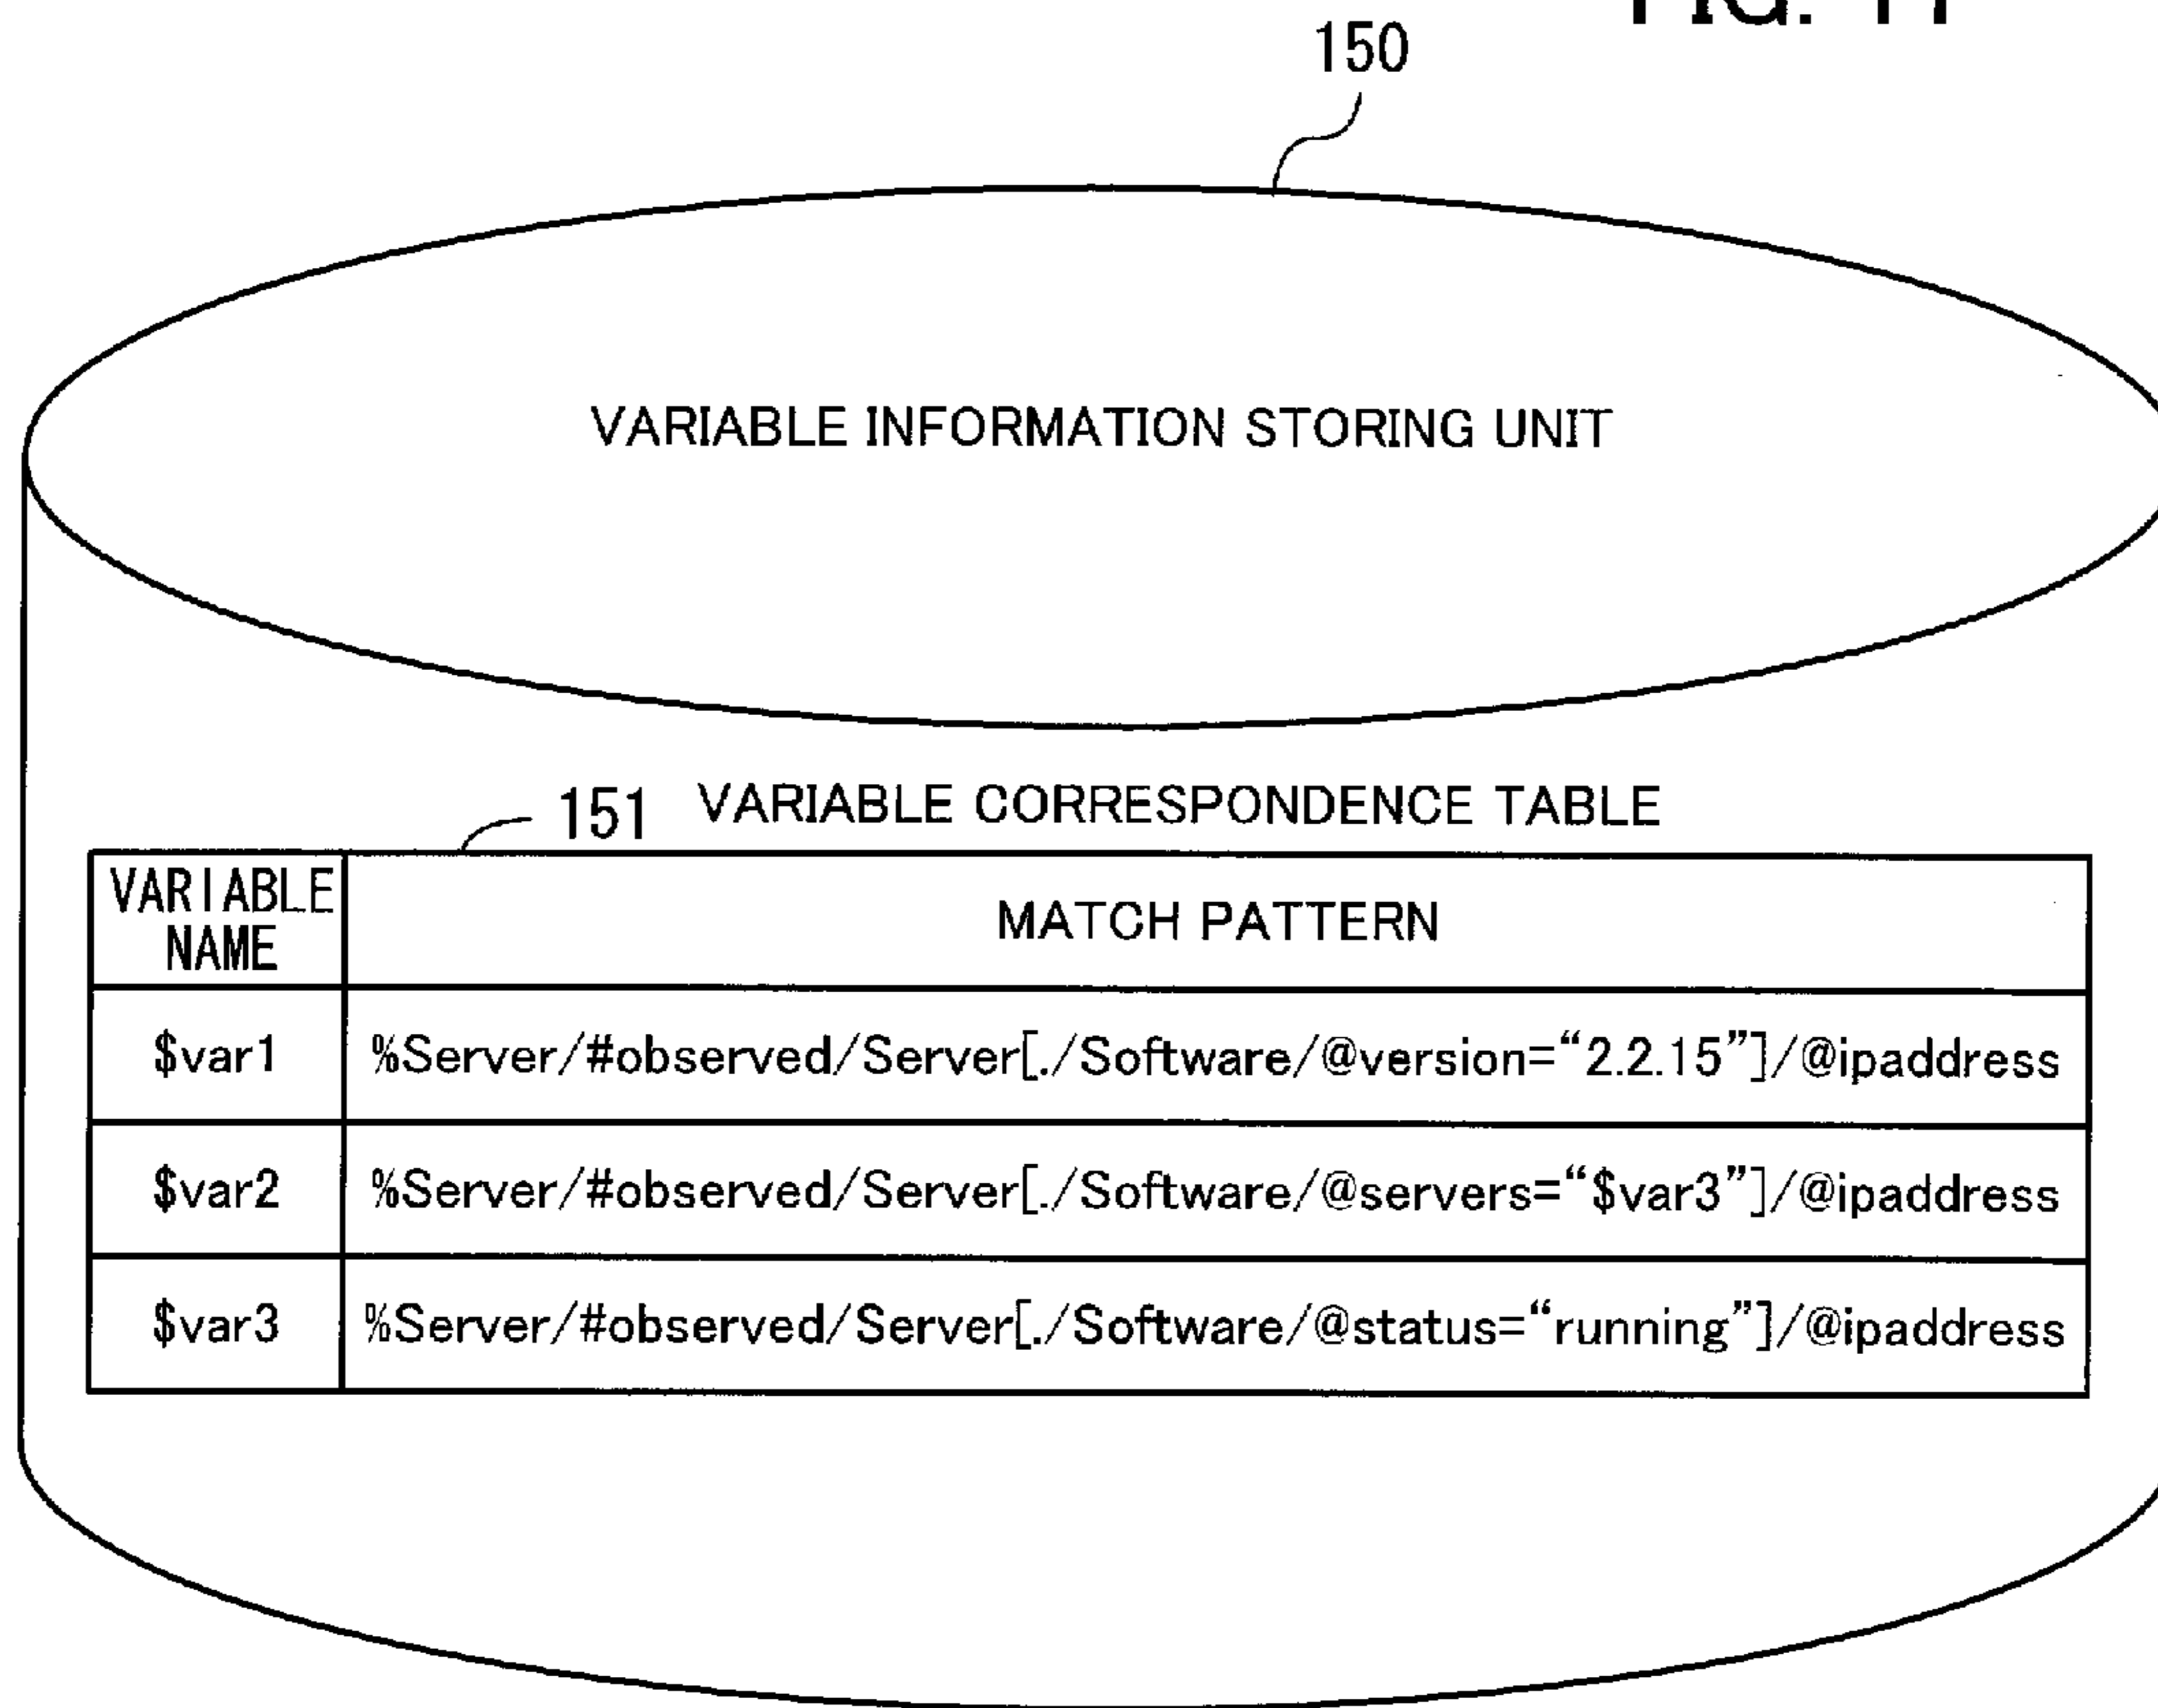 FIG. 11
150
VARIABLE INFORMATION STORING UNIT
151 VARIABLE CORRESPONDENCE TABLE
VARIABLE
NAME
MATCH PATTERN
$var1 %Server/#observed/Server[./Software/@version=“2.2.15”]/@ipaddress
$var2 %Server/#observed/Server[./Software/@servers=“$var3”]/@ipaddress
$var3 %Server/#observed/Server[./Software/@status=“running”]/@ipaddress